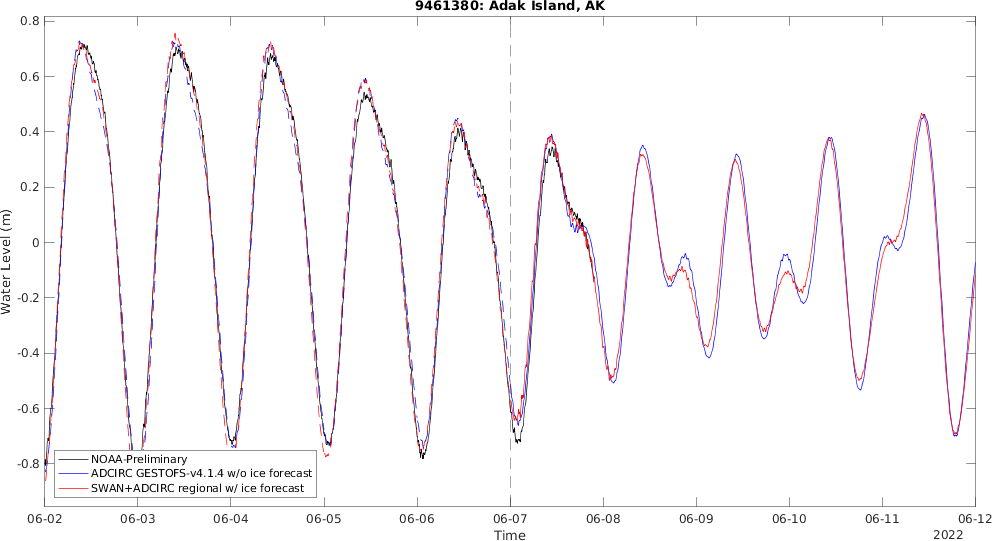 9461380: Adak Island, AK
0.8
0.6
0.4
0.2
0
-0.2
-0.4
-0.6
-0.8
Water Level (m)
NOAA-Preliminary
ADCIRC GESTOFS-v4.1.4 w/o ice forecast
SWAN+ADCIRC regional w/ ice forecast
06-02 06-03 06-04 06-05 06-06 06-07 06-08 06-09 06-10 06-11 06-12
Time
2022